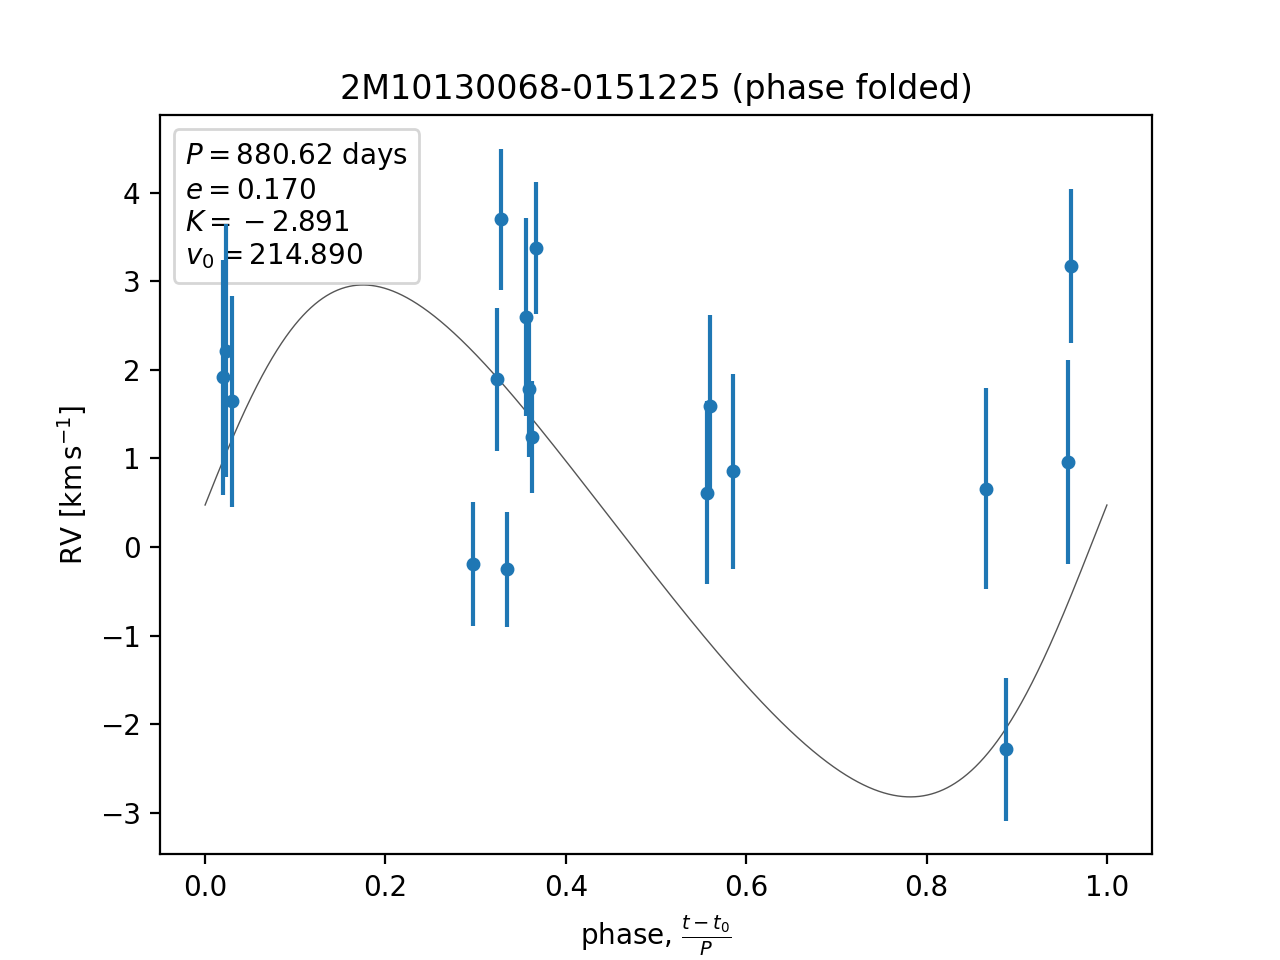 2M10130068-0151225 (phase folded)
P = 880.62 days
e = 0.170
K = −2.891
v₀ = 214.890
4
3
2
1
0
−1
−2
−3
RV [km s⁻¹]
0.0 0.2 0.4 0.6 0.8 1.0
phase, (t − t₀)/P